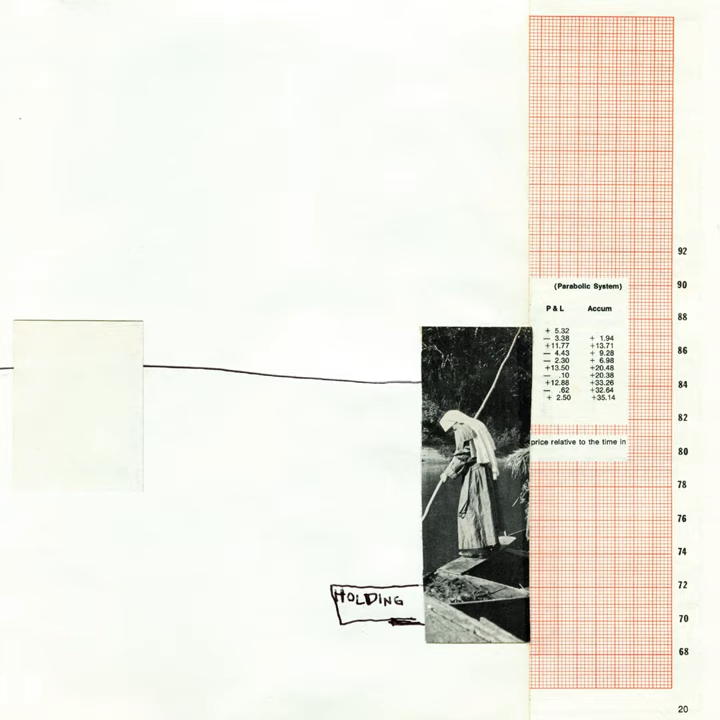 92
(Parabolic System)
90
P & L Accum
88
+ 5.32
− 3.38 + 1.94
+11.77 +13.71
− 4.43 + 9.28
− 2.30 + 6.98
+13.50 +20.48
− .10 +20.38
+12.88 +33.26
− .62 +32.64
+ 2.50 +35.14
86
84
82
price relative to the time in
80
78
76
74
72
HOLDING
70
68
20